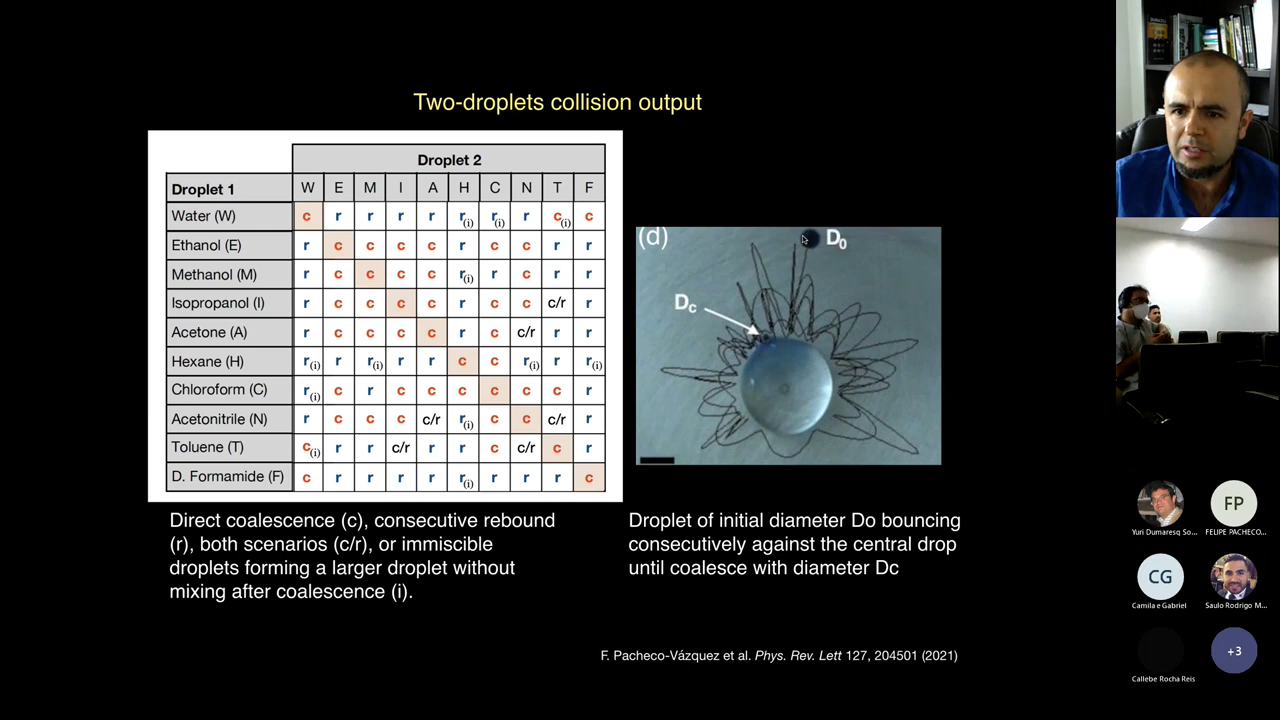 Two-droplets collision output
Droplet 2
Droplet 1 W E M I A H C N T F
Water (W) c r r r r r(i) r(i) r c(i) c
Ethanol (E) r c c c c r c c r r
Methanol (M) r c c c c r(i) r c r r
Isopropanol (I) r c c c c r c c c/r r
Acetone (A) r c c c c r c c/r r r
Hexane (H) r(i) r r(i) r r c c r(i) r r(i)
Chloroform (C) r(i) c r c c c c c c r
Acetonitrile (N) r c c c c/r r(i) c c c/r r
Toluene (T) c(i) r r c/r r r c c/r c r
D. Formamide (F) c r r r r r(i) r r r c
(d)
D0
Dc
Direct coalescence (c), consecutive rebound
(r), both scenarios (c/r), or immiscible
droplets forming a larger droplet without
mixing after coalescence (i).
Droplet of initial diameter Do bouncing
consecutively against the central drop
until coalesce with diameter Dc
F. Pacheco-Vázquez et al. Phys. Rev. Lett 127, 204501 (2021)
Yuri Dumaresq So...
FP
FELIPE PACHECO...
CG
Camila e Gabriel
Saulo Rodrigo M...
Callebe Rocha Reis
+3